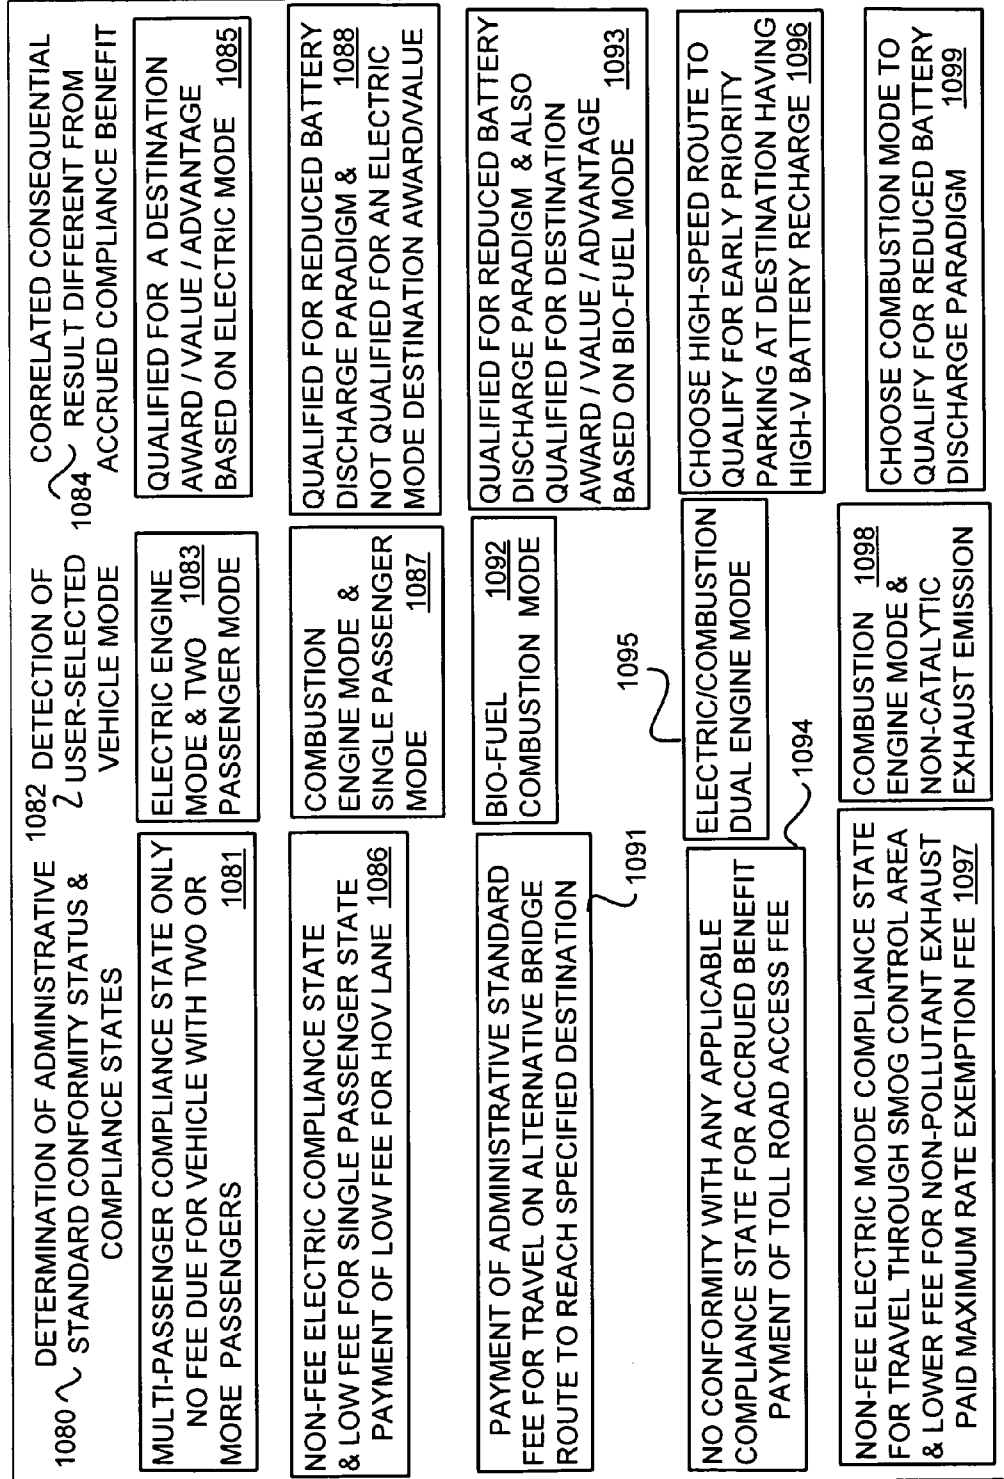 1080 DETERMINATION OF ADMINISTRATIVE
STANDARD CONFORMITY STATUS &
COMPLIANCE STATES
1082 DETECTION OF
USER-SELECTED
VEHICLE MODE
1084
CORRELATED CONSEQUENTIAL
RESULT DIFFERENT FROM
ACCRUED COMPLIANCE BENEFIT
MULTI-PASSENGER COMPLIANCE STATE ONLY
NO FEE DUE FOR VEHICLE WITH TWO OR
MORE PASSENGERS 1081
ELECTRIC ENGINE
MODE & TWO 1083
PASSENGER MODE
QUALIFIED FOR A DESTINATION
AWARD / VALUE / ADVANTAGE
BASED ON ELECTRIC MODE 1085
NON-FEE ELECTRIC COMPLIANCE STATE
& LOW FEE FOR SINGLE PASSENGER STATE
PAYMENT OF LOW FEE FOR HOV LANE 1086
COMBUSTION
ENGINE MODE &
SINGLE PASSENGER
MODE 1087
QUALIFIED FOR REDUCED BATTERY
DISCHARGE PARADIGM & 1088
NOT QUALIFIED FOR AN ELECTRIC
MODE DESTINATION AWARD/VALUE
PAYMENT OF ADMINISTRATIVE STANDARD
FEE FOR TRAVEL ON ALTERNATIVE BRIDGE
ROUTE TO REACH SPECIFIED DESTINATION
1091
BIO-FUEL 1092
COMBUSTION MODE
QUALIFIED FOR REDUCED BATTERY
DISCHARGE PARADIGM & ALSO
QUALIFIED FOR DESTINATION
AWARD / VALUE / ADVANTAGE
BASED ON BIO-FUEL MODE 1093
NO CONFORMITY WITH ANY APPLICABLE
COMPLIANCE STATE FOR ACCRUED BENEFIT
PAYMENT OF TOLL ROAD ACCESS FEE
1094
1095
ELECTRIC/COMBUSTION
DUAL ENGINE MODE
CHOOSE HIGH-SPEED ROUTE TO
QUALIFY FOR EARLY PRIORITY
PARKING AT DESTINATION HAVING
HIGH-V BATTERY RECHARGE 1096
NON-FEE ELECTRIC MODE COMPLIANCE STATE
FOR TRAVEL THROUGH SMOG CONTROL AREA
& LOWER FEE FOR NON-POLLUTANT EXHAUST
PAID MAXIMUM RATE EXEMPTION FEE 1097
COMBUSTION 1098
ENGINE MODE &
NON-CATALYTIC
EXHAUST EMISSION
CHOOSE COMBUSTION MODE TO
QUALIFY FOR REDUCED BATTERY
DISCHARGE PARADIGM 1099